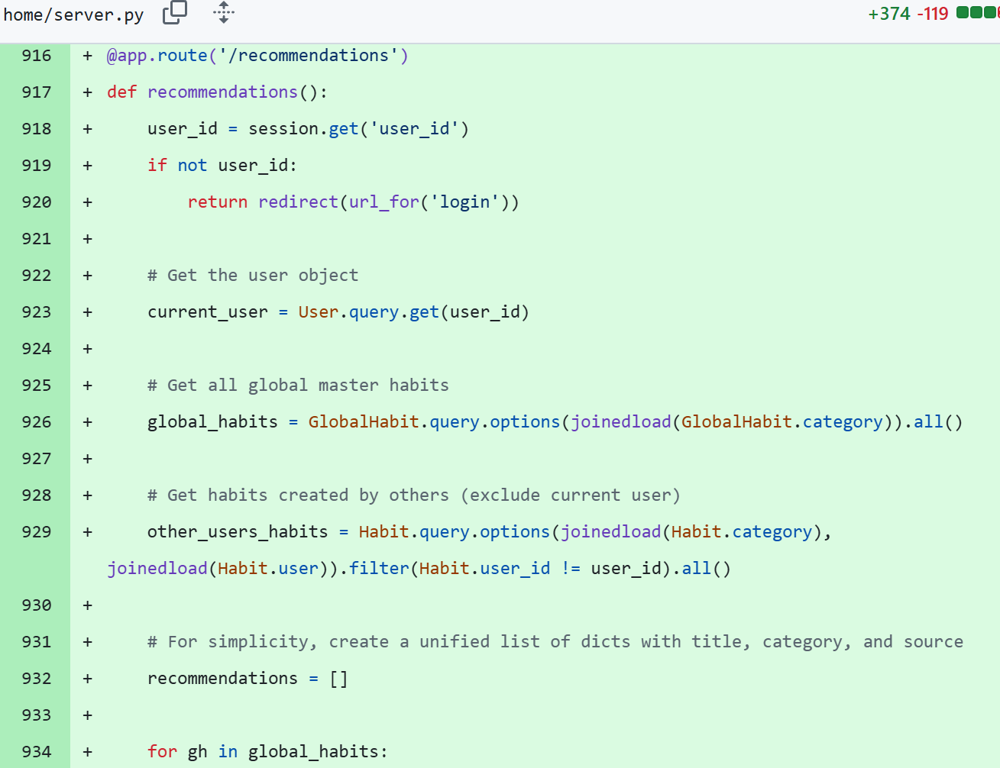 home/server.py +374 -119
916 + @app.route('/recommendations')
917 + def recommendations():
918 +     user_id = session.get('user_id')
919 +     if not user_id:
920 +         return redirect(url_for('login'))
921 +
922 +     # Get the user object
923 +     current_user = User.query.get(user_id)
924 +
925 +     # Get all global master habits
926 +     global_habits = GlobalHabit.query.options(joinedload(GlobalHabit.category)).all()
927 +
928 +     # Get habits created by others (exclude current user)
929 +     other_users_habits = Habit.query.options(joinedload(Habit.category),
joinedload(Habit.user)).filter(Habit.user_id != user_id).all()
930 +
931 +     # For simplicity, create a unified list of dicts with title, category, and source
932 +     recommendations = []
933 +
934 +     for gh in global_habits: